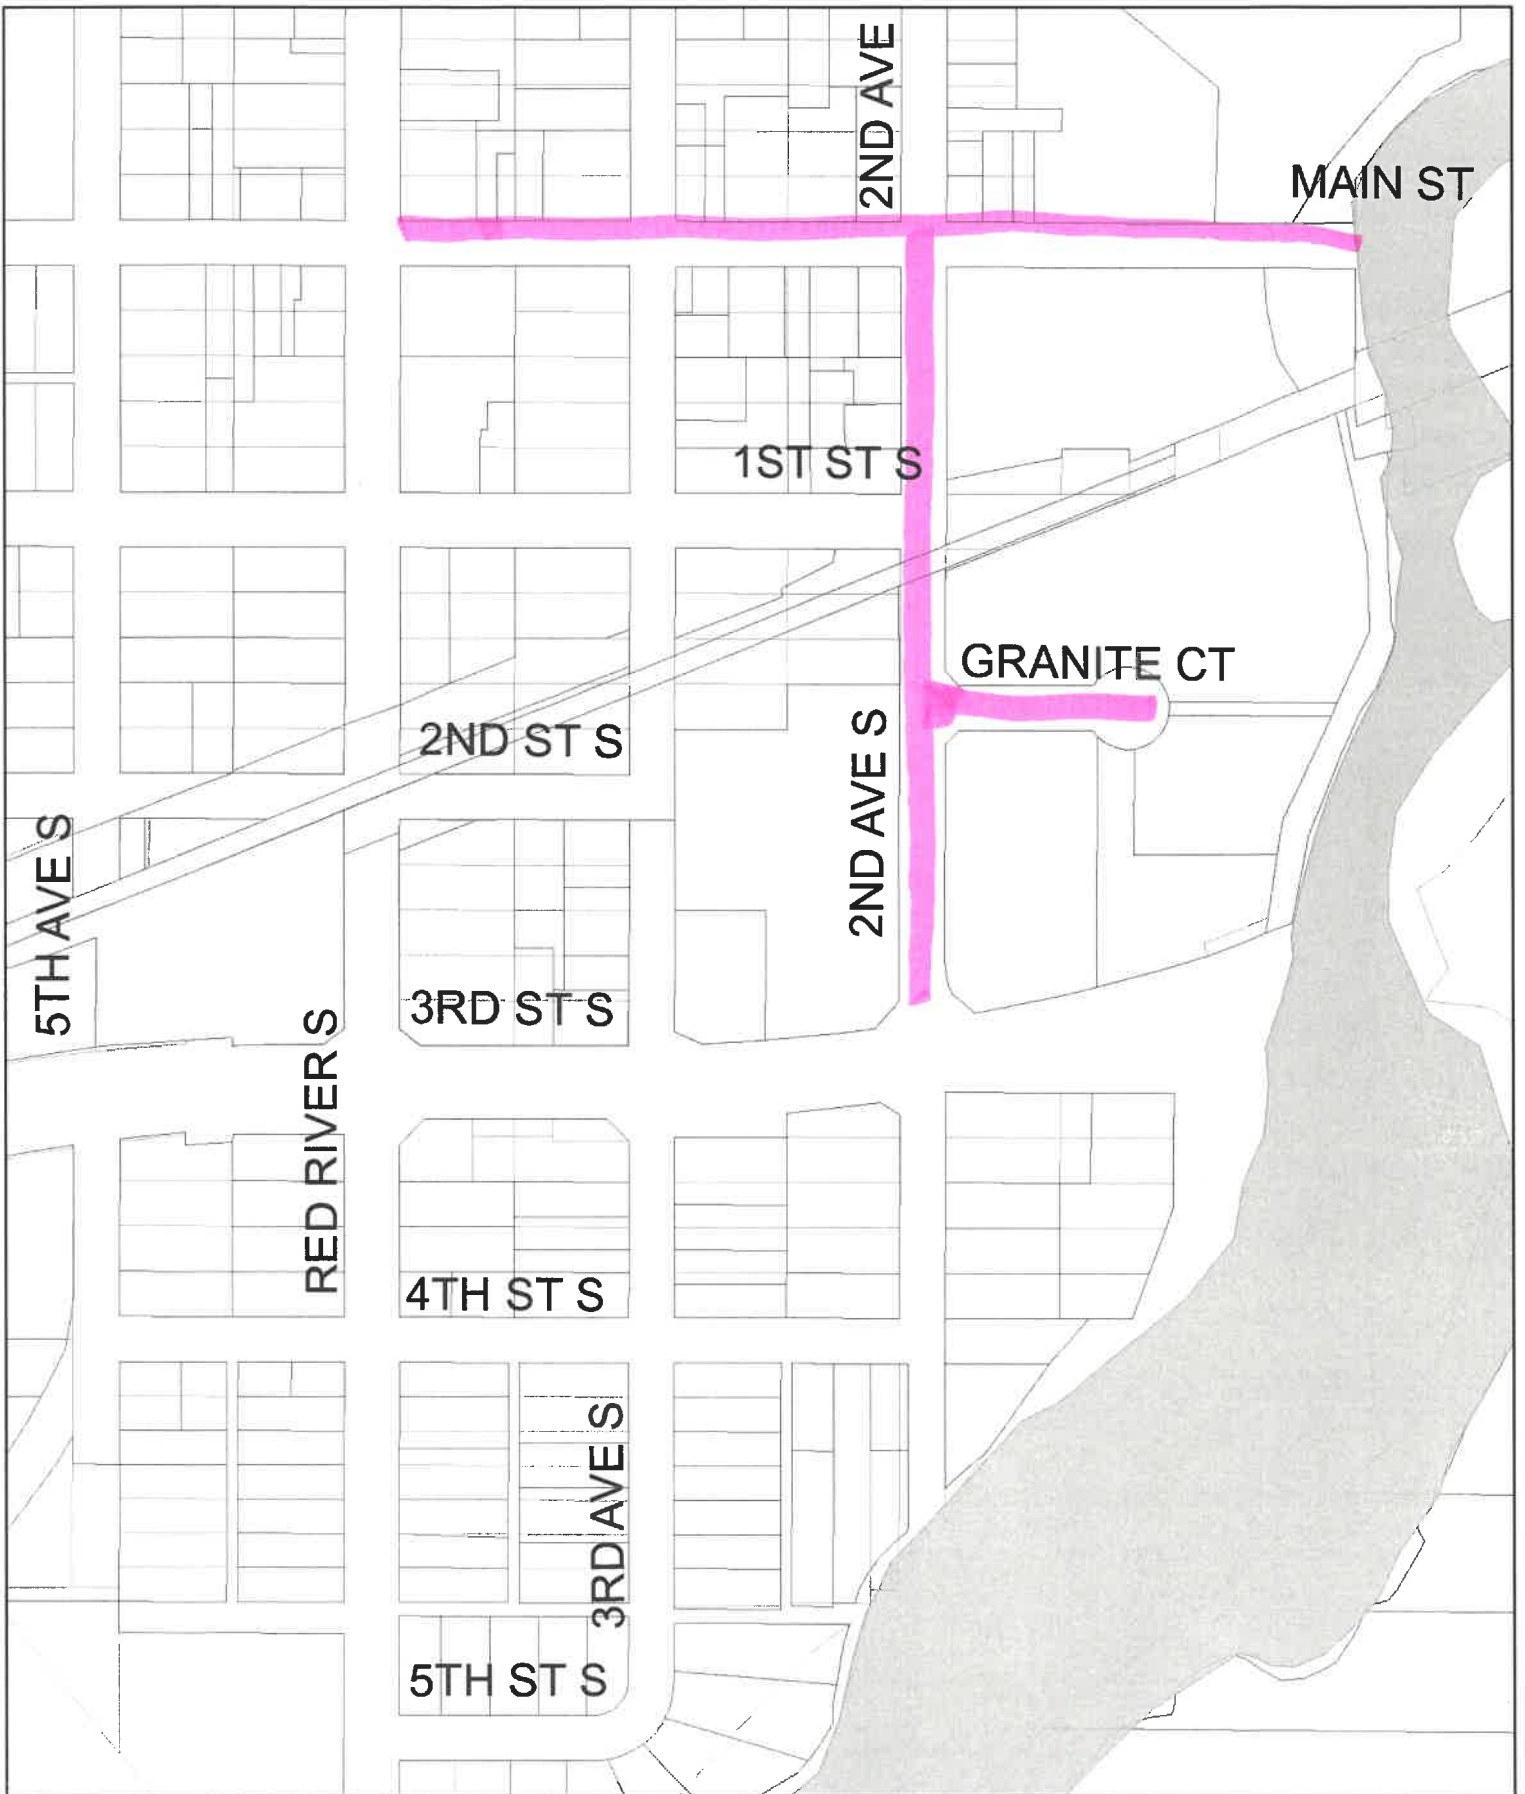 2ND AVE
MAIN ST
1ST ST S
GRANITE CT
2ND ST S
2ND AVE S
5TH AVE S
3RD ST S
RED RIVER S
4TH ST S
3RD AVE S
5TH ST S